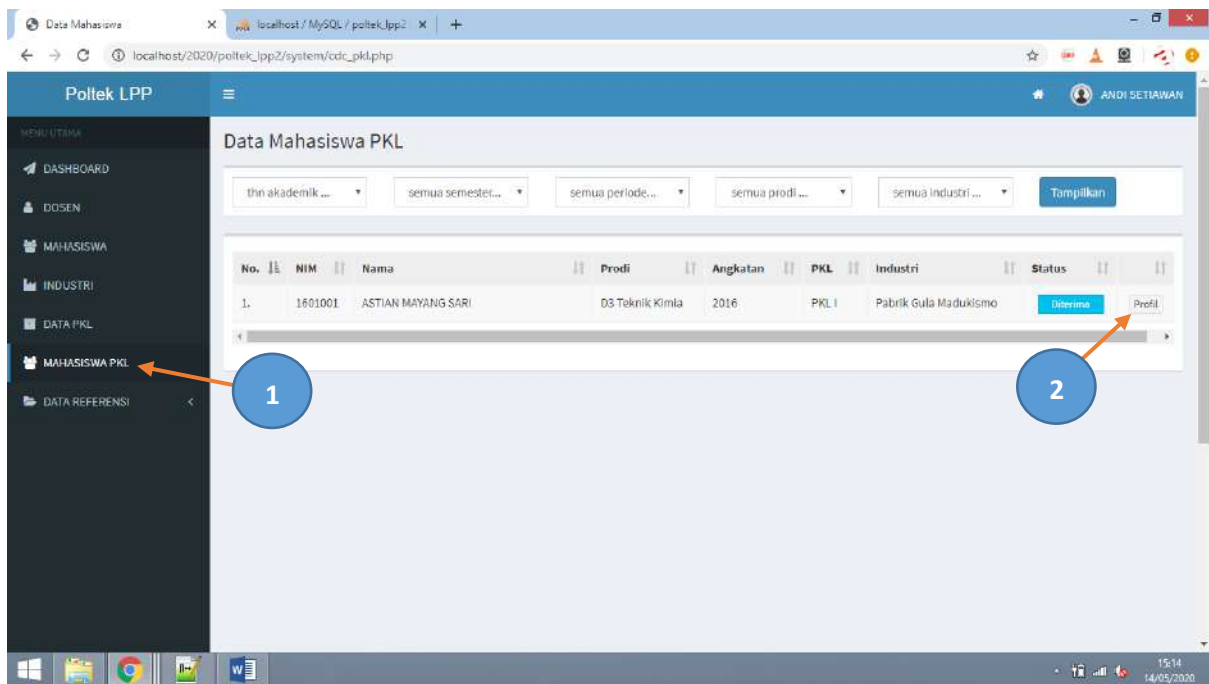 Data Mahasiswa
localhost / MySQL / poltek_lpp2
localhost/2020/poltek_lpp2/system/cdc_pkl.php
Poltek LPP
ANDI SETIAWAN
MENU UTAMA
Data Mahasiswa PKL
DASHBOARD
thn akademik ...
semua semester...
semua periode...
semua prodi ...
semua industri ...
Tampilkan
DOSEN
MAHASISWA
No. NIM Nama Prodi Angkatan PKL Industri Status
INDUSTRI
1. 1601001 ASTIAN MAYANG SARI D3 Teknik Kimia 2016 PKL I Pabrik Gula Madukismo Diterima Profil
DATA PKL
MAHASISWA PKL
1
2
DATA REFERENSI
15:14
14/05/2020